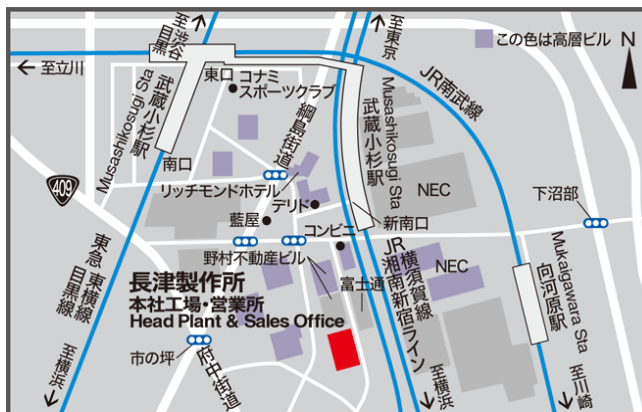 至渋谷
目黒
至東京
この色は高層ビル
N
至立川
東口
コナミ
スポーツクラブ
JR南武線
武蔵小杉駅
Musashikosugi Sta
綱島街道
武蔵小杉駅
Musashikosugi Sta
南口
409
リッチモンドホテル
NEC
下沼部
デリド
新南口
藍屋
コンビニ
野村不動産ビル
東急 東横線
目黒線
長津製作所
本社工場・営業所
Head Plant & Sales Office
富士通
JR 横須賀線
湘南新宿ライン
NEC
向河原駅
Mukaigawara Sta
市の坪
府中街道
至横浜
至横浜
至川崎